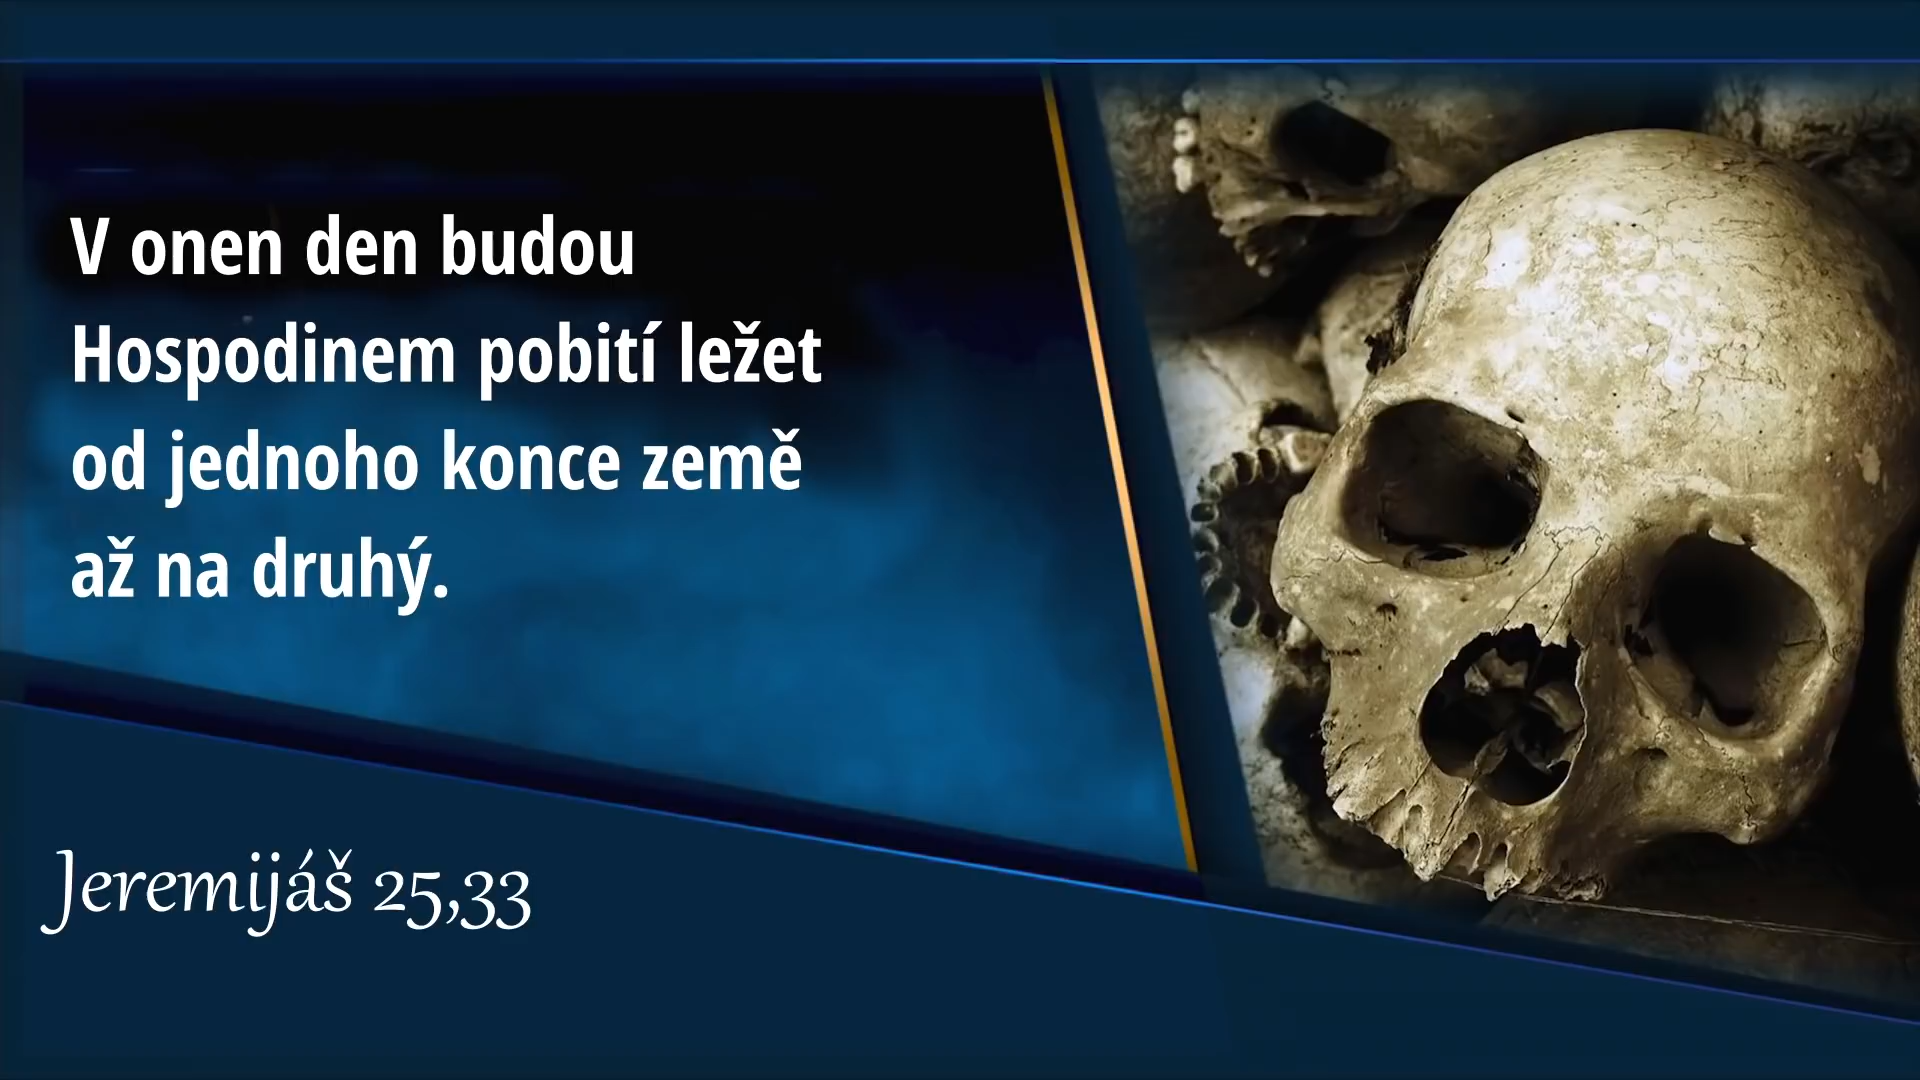 V onen den budou
Hospodinem pobití ležet
od jednoho konce země
až na druhý.
Jeremijáš 25,33